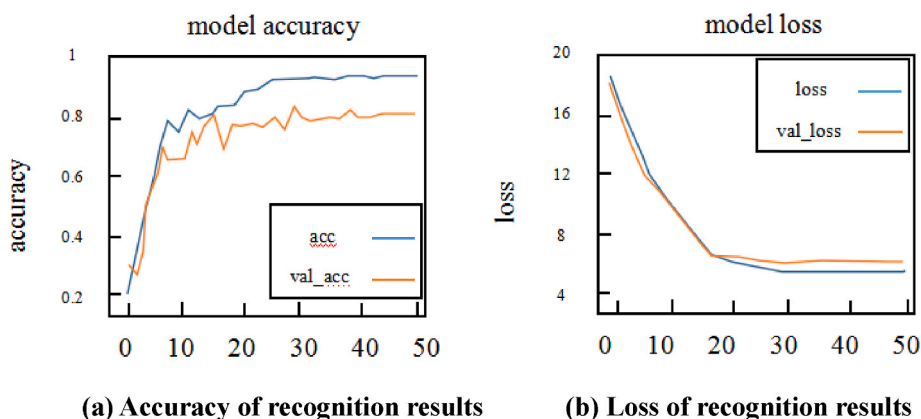 model accuracy
1
0.8
0.6
0.4
0.2
accuracy
acc
val_acc
0 10 20 30 40 50
(a) Accuracy of recognition results
model loss
20
16
12
8
4
loss
loss
val_loss
0 10 20 30 40 50
(b) Loss of recognition results